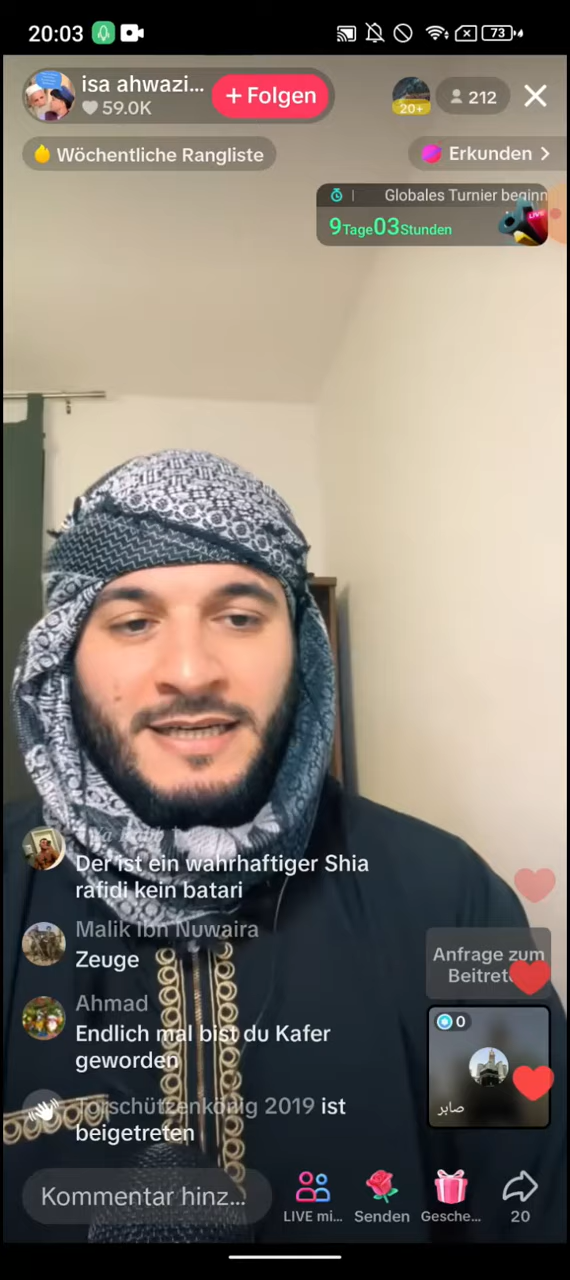 20:03
73
isa ahwazi...
+ Folgen
59.0K
20+
212
Wöchentliche Rangliste
Erkunden >
Globales Turnier beginn
9Tage03Stunden
LIVE
Der ist ein wahrhaftiger Shia
rafidi kein batari
Malik Ibn Nuwaira
Zeuge
Ahmad
Endlich mal bist du Kafer
geworden
Torschützenkönig 2019 ist
beigetreten
Anfrage zum
Beitrete
0
صابر
Kommentar hinz...
LIVE mi...
Senden
Gesche...
20